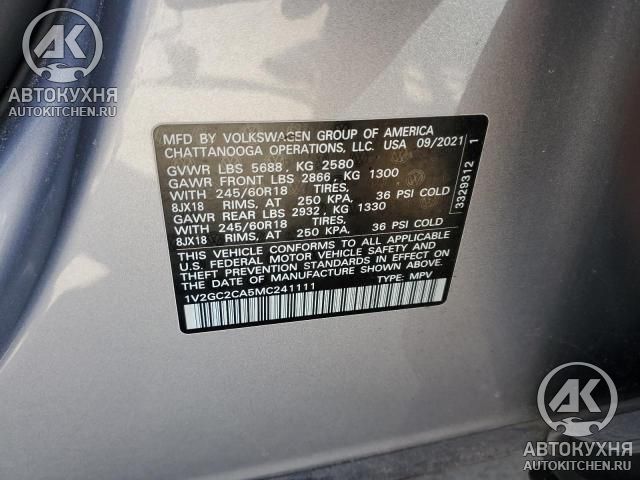 AK
АВТОКУХНЯ
AUTOKITCHEN.RU
MFD BY VOLKSWAGEN GROUP OF AMERICA
CHATTANOOGA OPERATIONS, LLC. USA 09/2021
GVWR LBS 5688, KG 2580
GAWR FRONT LBS 2866, KG 1300
WITH 245/60R18 TIRES,
8JX18 RIMS, AT 250 KPA, 36 PSI COLD
GAWR REAR LBS 2932, KG 1330
WITH 245/60R18 TIRES,
8JX18 RIMS, AT 250 KPA, 36 PSI COLD
THIS VEHICLE CONFORMS TO ALL APPLICABLE
U.S. FEDERAL MOTOR VEHICLE SAFETY AND
THEFT PREVENTION STANDARDS IN EFFECT ON
THE DATE OF MANUFACTURE SHOWN ABOVE.
1V2GC2CA5MC241111 TYPE: MPV
3329312 1
AK
АВТОКУХНЯ
AUTOKITCHEN.RU